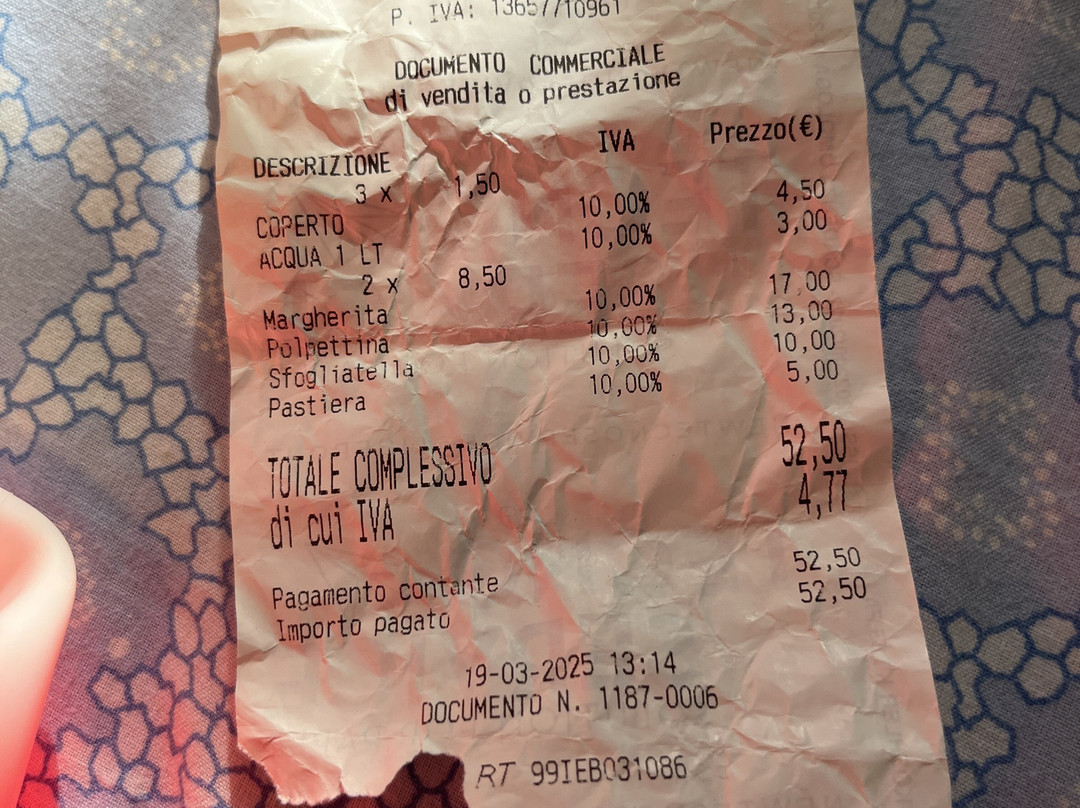 P. IVA: 13657710961
DOCUMENTO COMMERCIALE
di vendita o prestazione
DESCRIZIONE IVA Prezzo(€)
3 x 1,50
COPERTO 10,00% 4,50
ACQUA 1 LT 10,00% 3,00
2 x 8,50
Margherita 10,00% 17,00
Polpettina 10,00% 13,00
Sfogliatella 10,00% 10,00
Pastiera 10,00% 5,00
TOTALE COMPLESSIVO 52,50
di cui IVA 4,77
Pagamento contante 52,50
Importo pagato 52,50
19-03-2025 13:14
DOCUMENTO N. 1187-0006
RT 99IEB031086